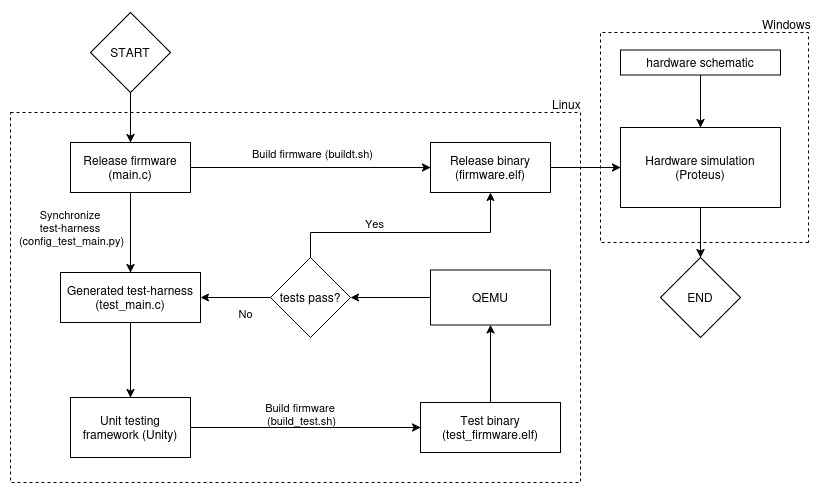 START
Windows
hardware schematic
Linux
Release firmware
(main.c)
Build firmware (buildt.sh)
Release binary
(firmware.elf)
Hardware simulation
(Proteus)
Synchronize
test-harness
(config_test_main.py)
Yes
Generated test-harness
(test_main.c)
No
tests pass?
QEMU
END
Unit testing
framework (Unity)
Build firmware
(build_test.sh)
Test binary
(test_firmware.elf)